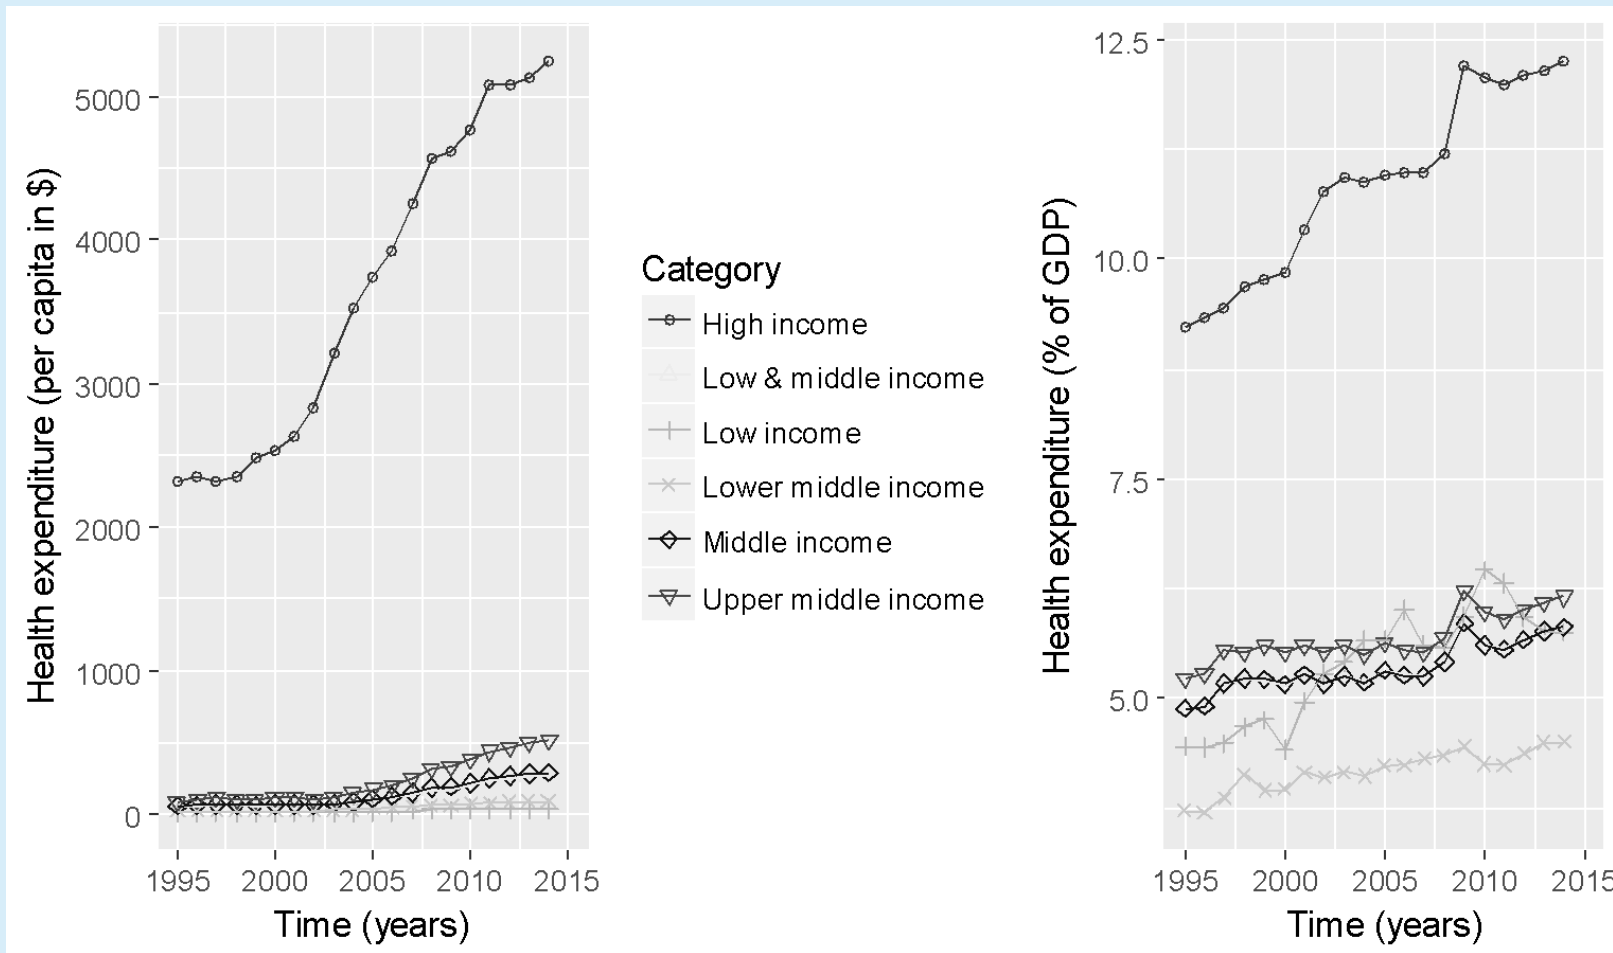 Health expenditure (per capita in $)
5000
4000
3000
2000
1000
0
1995 2000 2005 2010 2015
Time (years)
Category
High income
Low & middle income
Low income
Lower middle income
Middle income
Upper middle income
Health expenditure (% of GDP)
12.5
10.0
7.5
5.0
1995 2000 2005 2010 2015
Time (years)